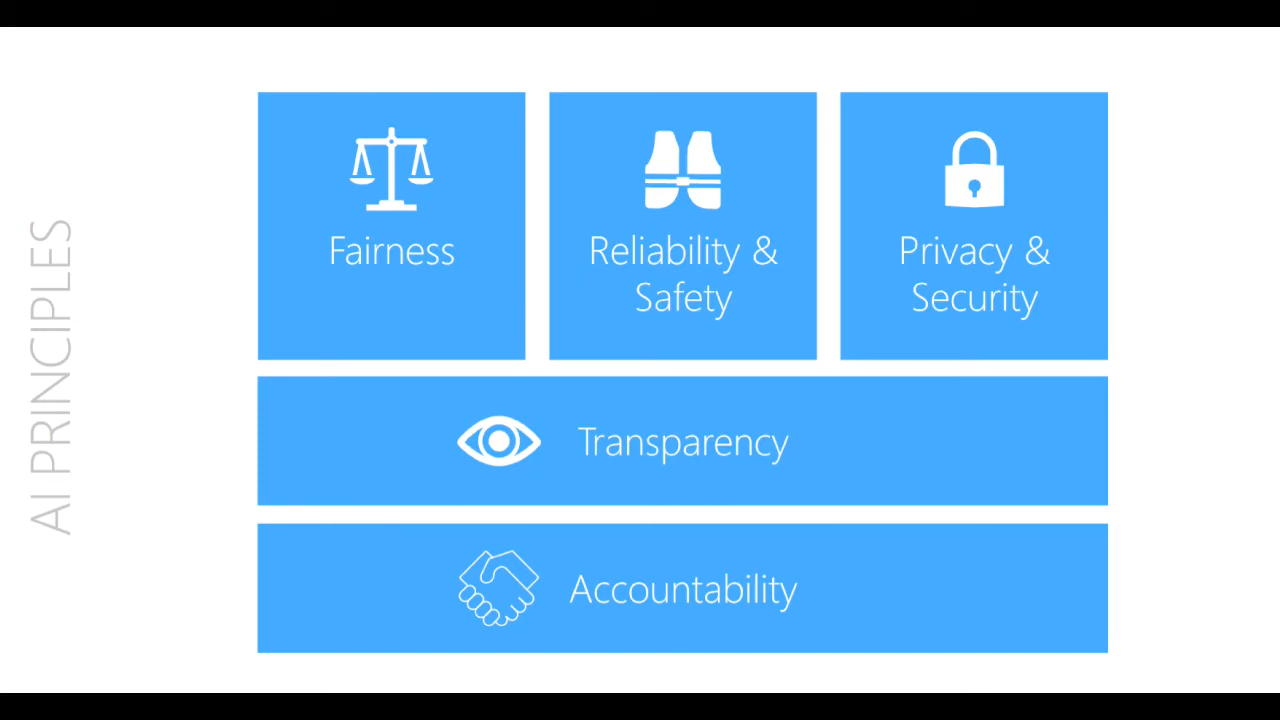 AI PRINCIPLES
Fairness
Reliability &
Safety
Privacy &
Security
Transparency
Accountability